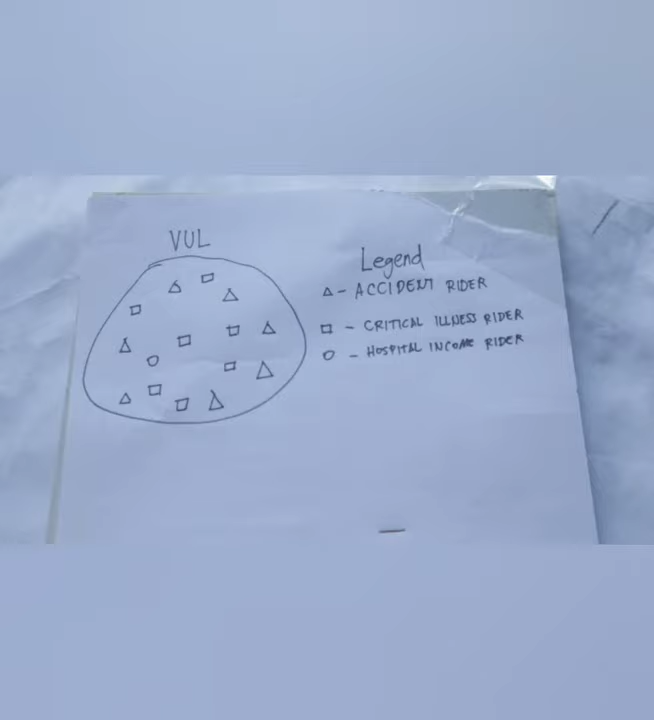 VUL
Legend
△ - ACCIDENT RIDER
□ - CRITICAL ILLNESS RIDER
○ - HOSPITAL INCOME RIDER